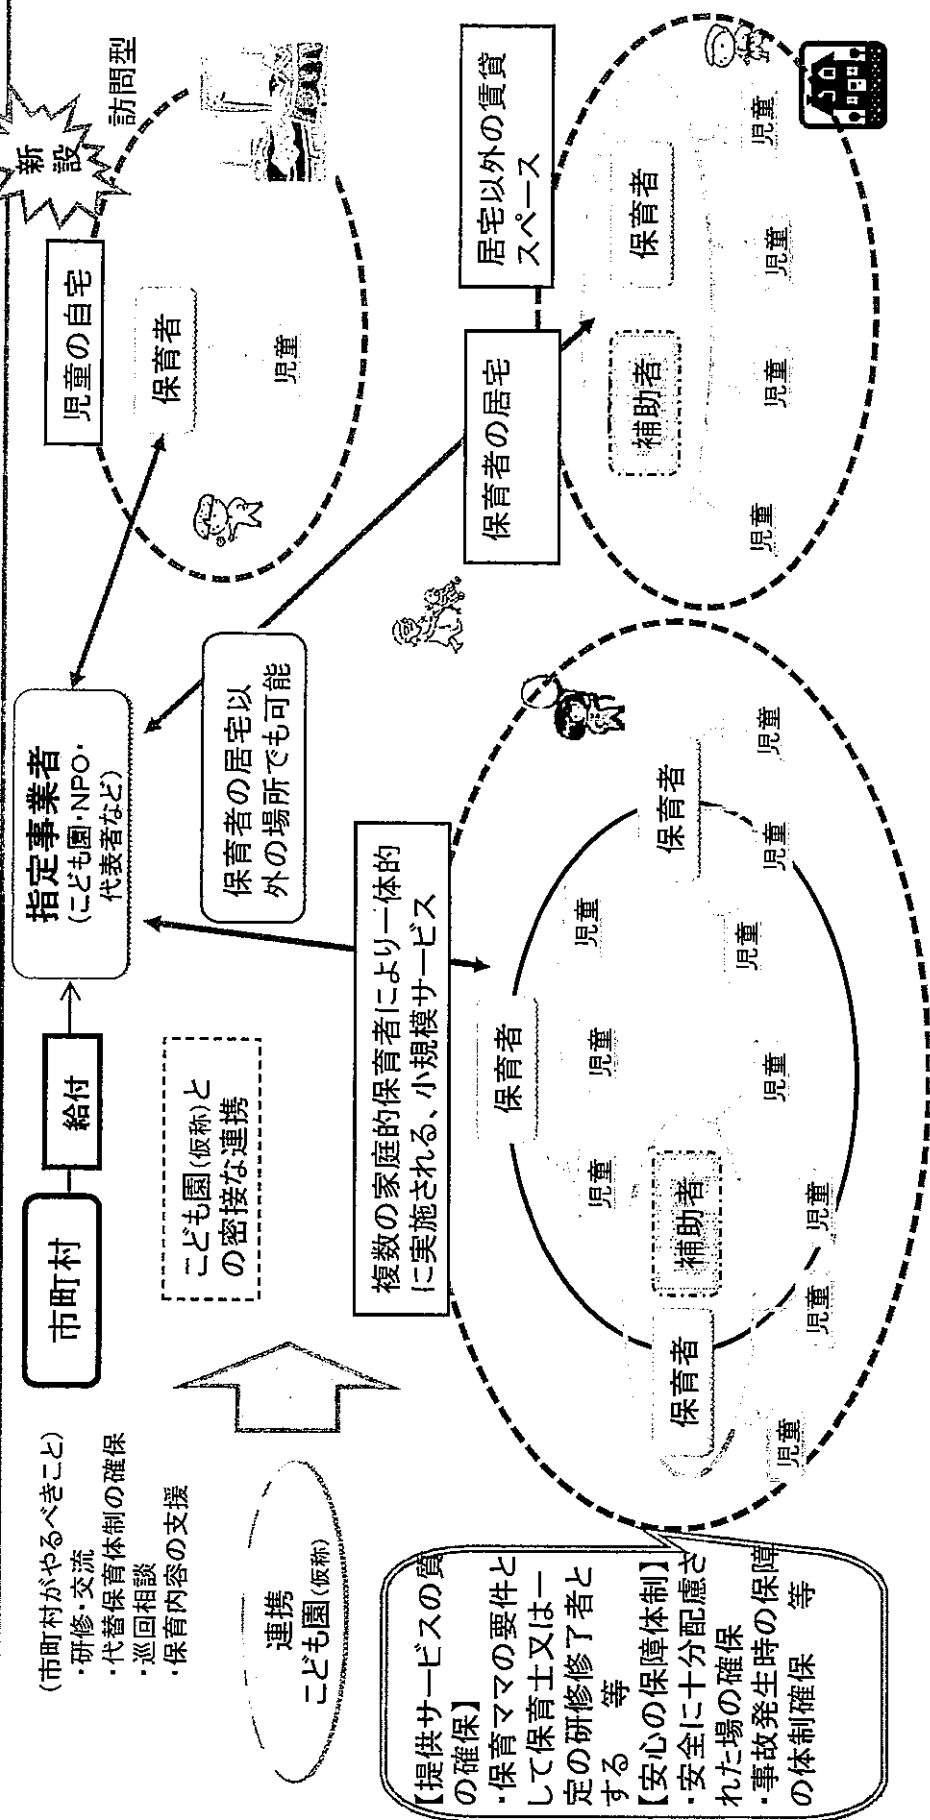 新
設
訪問型
児童の自宅
保育者
児童
市町村
給付
指定事業者
(こども園・NPO・
代表者など)
(市町村がやるべきこと)
・研修・交流
・代替保育体制の確保
・巡回相談
・保育内容の支援
こども園(仮称)と
の密接な連携
保育者の居宅以
外の場所でも可能
連携
こども園(仮称)
複数の家庭的保育者により一体的
に実施される、小規模サービス
保育者
児童
児童
児童
保育者
補助者
保育者
児童
児童
児童
児童
児童
児童
児童
保育者の居宅
居宅以外の賃貸
スペース
補助者
保育者
児童
児童
児童
児童
【提供サービスの質
の確保】
・保育ママの要件と
して保育士又は一
定の研修修了者と
する　等
【安心の保障体制】
・安全に十分配慮さ
れた場の確保
・事故発生時の保障
の体制確保　等